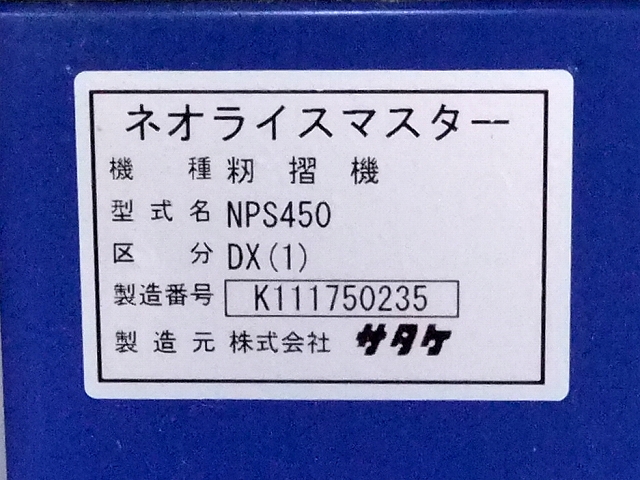 ネオライスマスター
機種 籾摺機
型式名 NPS450
区分 DX(1)
製造番号 K111750235
製造元 株式会社 サタケ